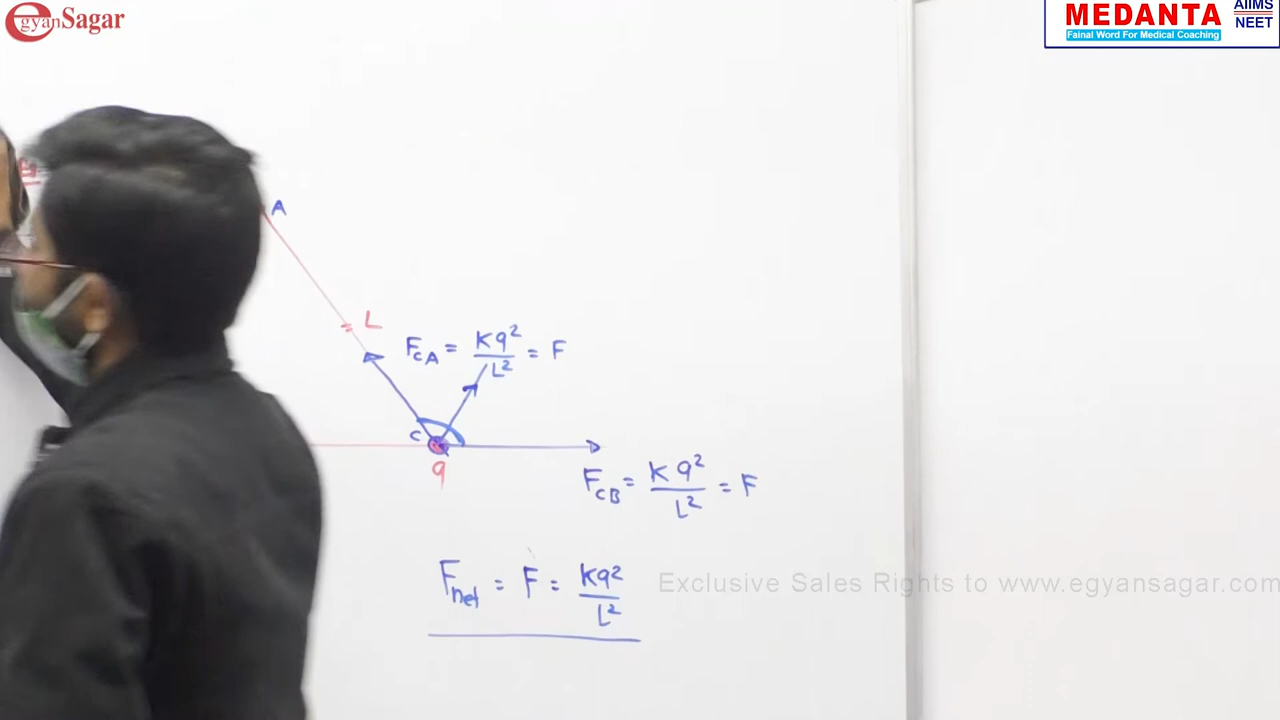 egyanSagar
MEDANTA
AIIMS
NEET
Fainal Word For Medical Coaching
A
L
F_CA = Kq²/L² = F
C
q
F_CB = Kq²/L² = F
F_net = F = Kq²/L²
Exclusive Sales Rights to www.egyansagar.com